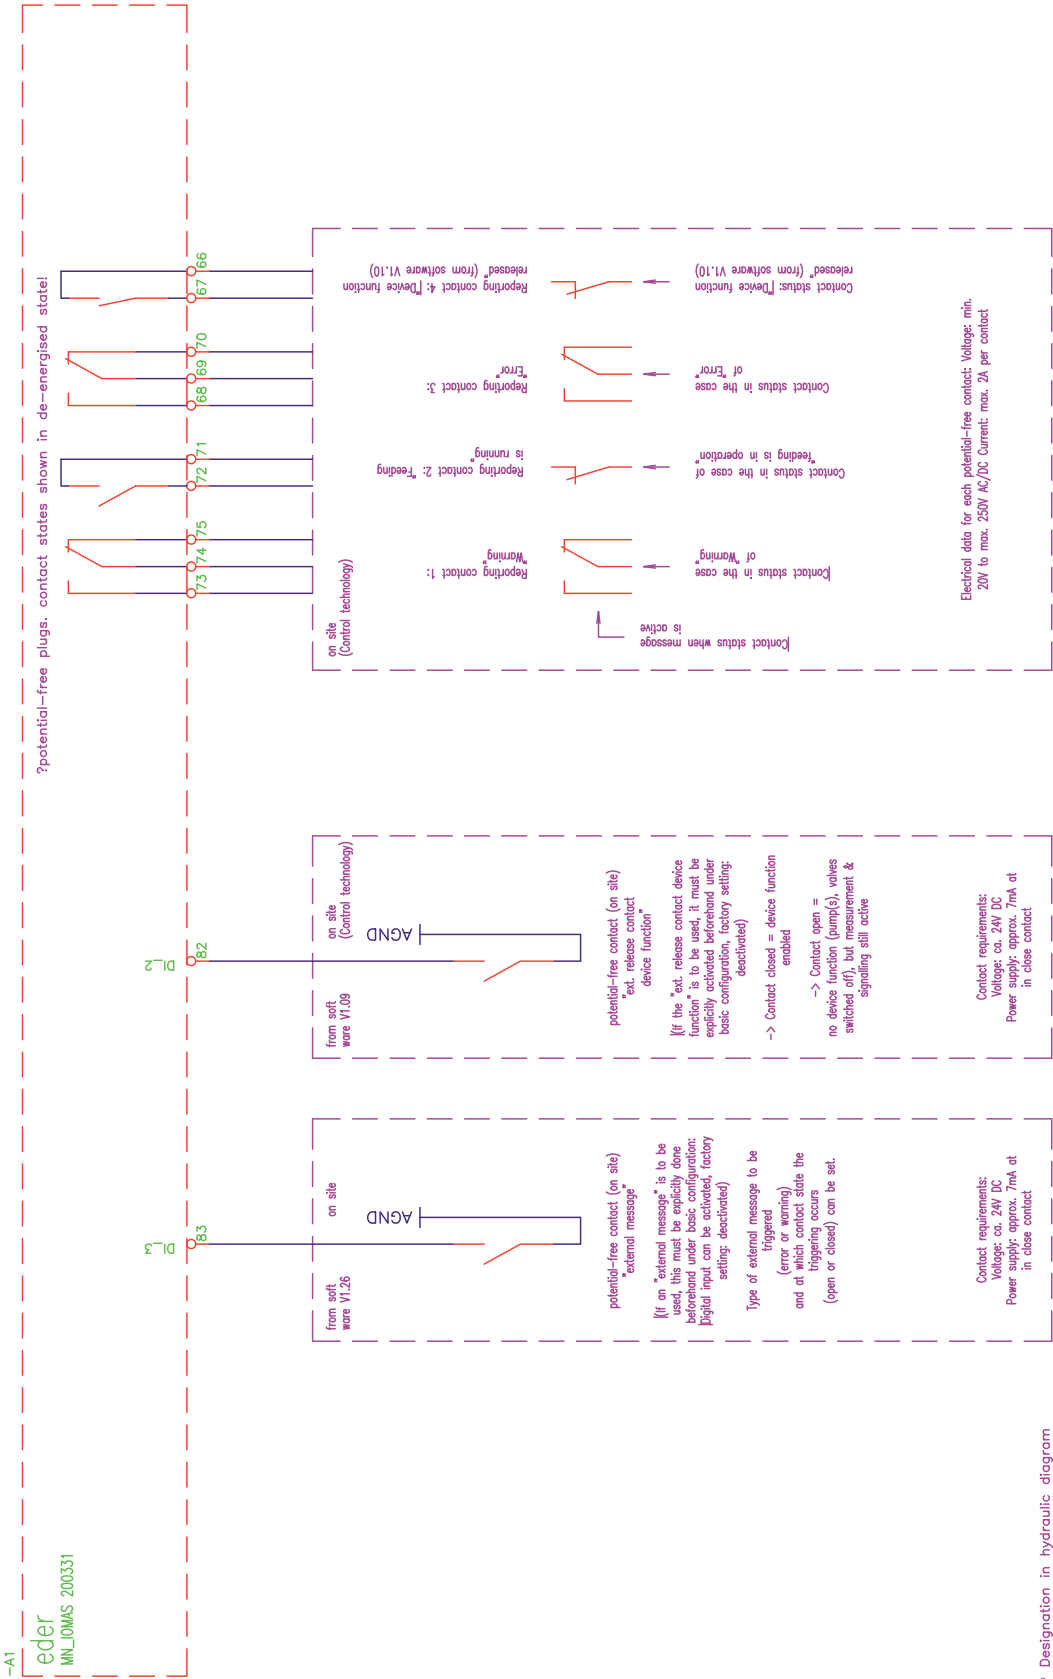 -A1
eder
MN_IOMAS 200331
?potential-free plugs. contact states shown in de-energised state!
DI_3
83
DI_2
82
73
74
75
72
71
68
69
70
67
66
from soft
ware V1.26
on site
AGND
potential-free contact (on site)
"external message"
(If an "external message" is to be
used, this must be explicitly done
beforehand under basic configuration:
Digital input can be activated, factory
setting: deactivated)
Type of external message to be
triggered
(error or warning)
and at which contact state the
triggering occurs
(open or closed) can be set.
Contact requirements:
Voltage: ca. 24V DC
Power supply: approx. 7mA at
in close contact
from soft
ware V1.09
on site
(Control technology)
AGND
potential-free contact (on site)
"ext. release contact
device function"
(If the "ext. release contact device
function" is to be used, it must be
explicitly activated beforehand under
basic configuration, factory setting:
deactivated)
-> Contact closed = device function
enabled
-> Contact open =
no device function (pump(s), valves
switched off), but measurement &
signalling still active
Contact requirements:
Voltage: ca. 24V DC
Power supply: approx. 7mA at
in close contact
on site
(Control technology)
Reporting contact 1:
"Warning"
Reporting contact 2: "Feeding
is running"
Reporting contact 3:
"Error"
Reporting contact 4: "Device function
released" (from software V1.10)
Contact status when message
is active
Contact status in the case
of "Warning"
Contact status in the case of
"feeding is in operation"
Contact status in the case
of "Error"
Contact status: "Device function
released" (from software V1.10)
Electrical data for each potential-free contact: Voltage: min.
20V to max. 250V AC/DC Current: max. 2A per contact
Designation in hydraulic diagram